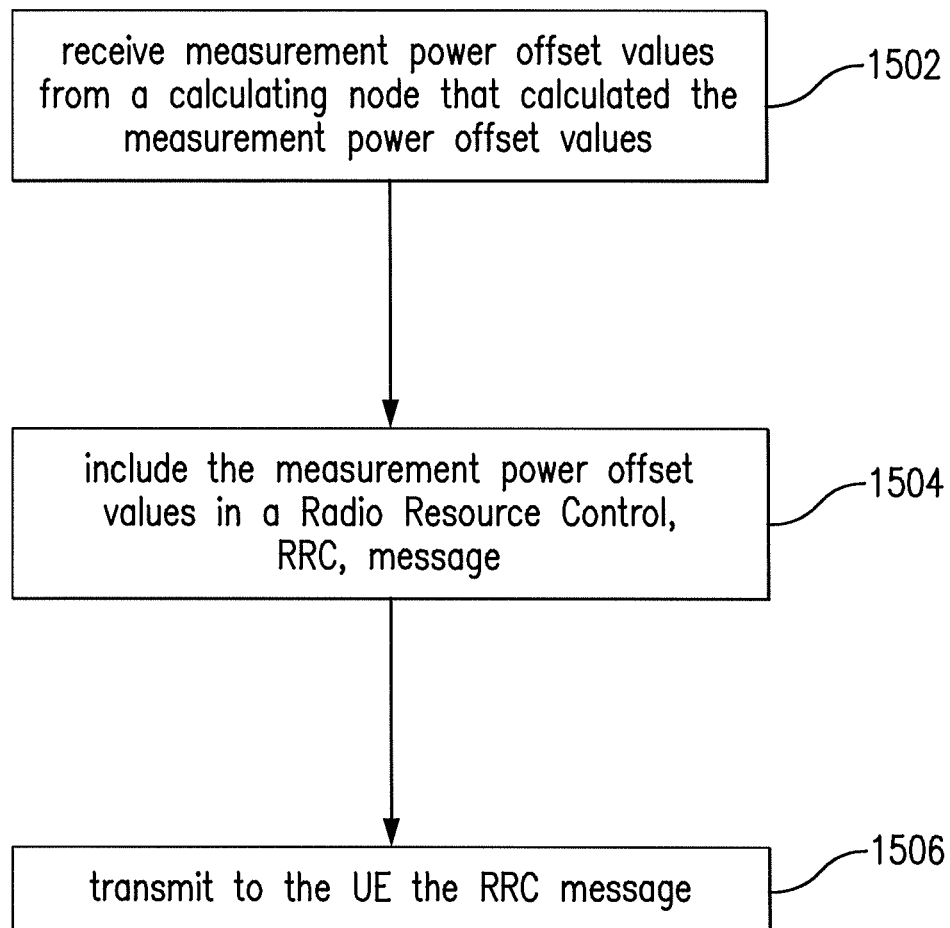 receive measurement power offset values
from a calculating node that calculated the
measurement power offset values
1502
include the measurement power offset
values in a Radio Resource Control,
RRC, message
1504
transmit to the UE the RRC message
1506